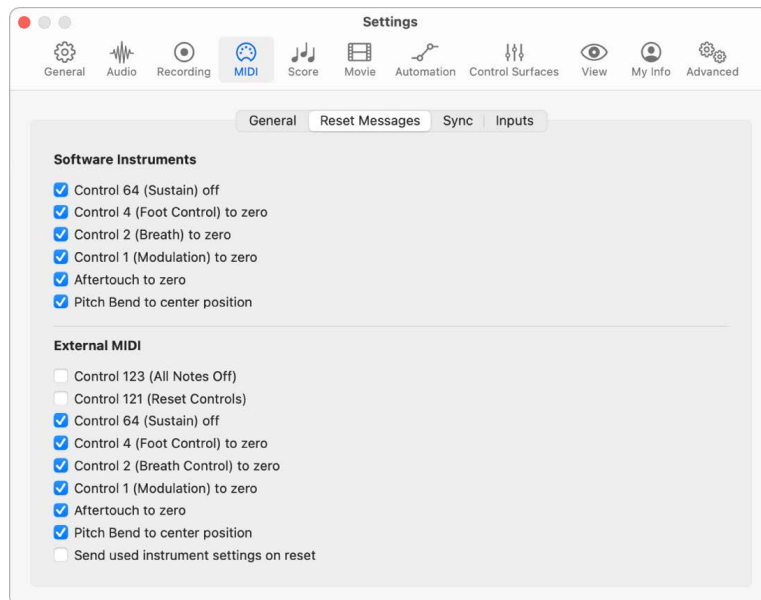 Settings
General Audio Recording MIDI Score Movie Automation Control Surfaces View My Info Advanced
General Reset Messages Sync Inputs
Software Instruments
Control 64 (Sustain) off
Control 4 (Foot Control) to zero
Control 2 (Breath) to zero
Control 1 (Modulation) to zero
Aftertouch to zero
Pitch Bend to center position
External MIDI
Control 123 (All Notes Off)
Control 121 (Reset Controls)
Control 64 (Sustain) off
Control 4 (Foot Control) to zero
Control 2 (Breath Control) to zero
Control 1 (Modulation) to zero
Aftertouch to zero
Pitch Bend to center position
Send used instrument settings on reset